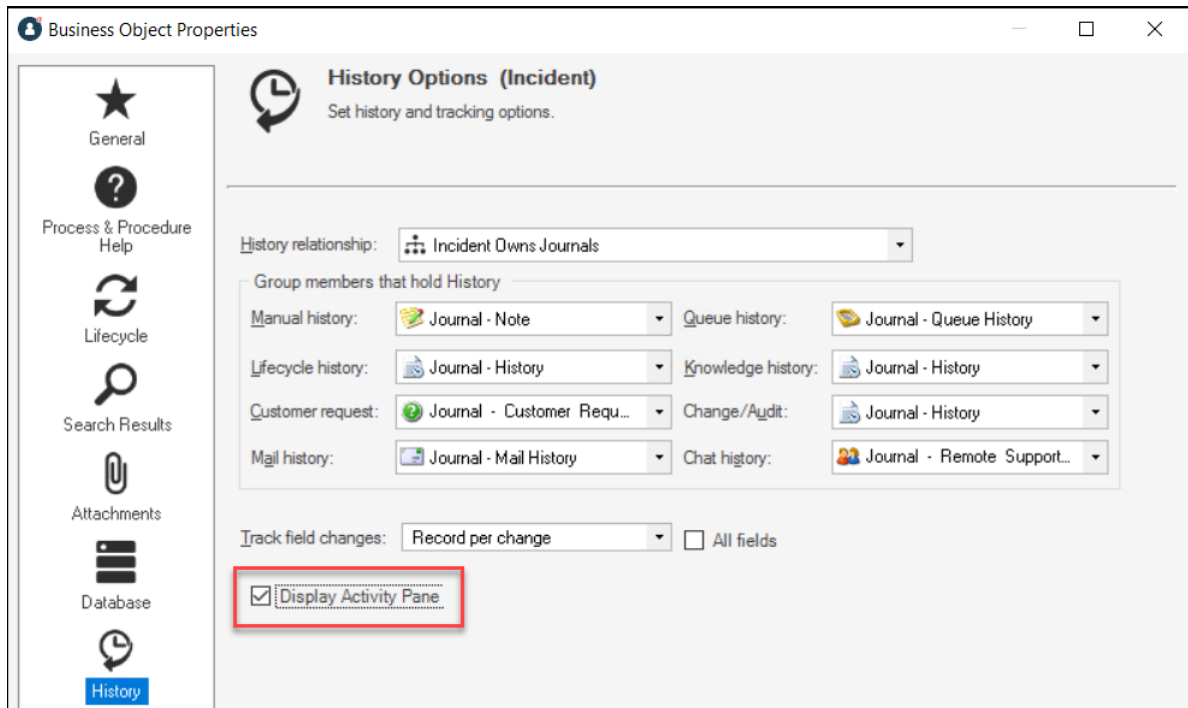 Business Object Properties
General
Process & Procedure
Help
Lifecycle
Search Results
Attachments
Database
History
History Options (Incident)
Set history and tracking options.
History relationship: Incident Owns Journals
Group members that hold History
Manual history: Journal - Note Queue history: Journal - Queue History
Lifecycle history: Journal - History Knowledge history: Journal - History
Customer request: Journal - Customer Requ... Change/Audit: Journal - History
Mail history: Journal - Mail History Chat history: Journal - Remote Support...
Track field changes: Record per change All fields
Display Activity Pane